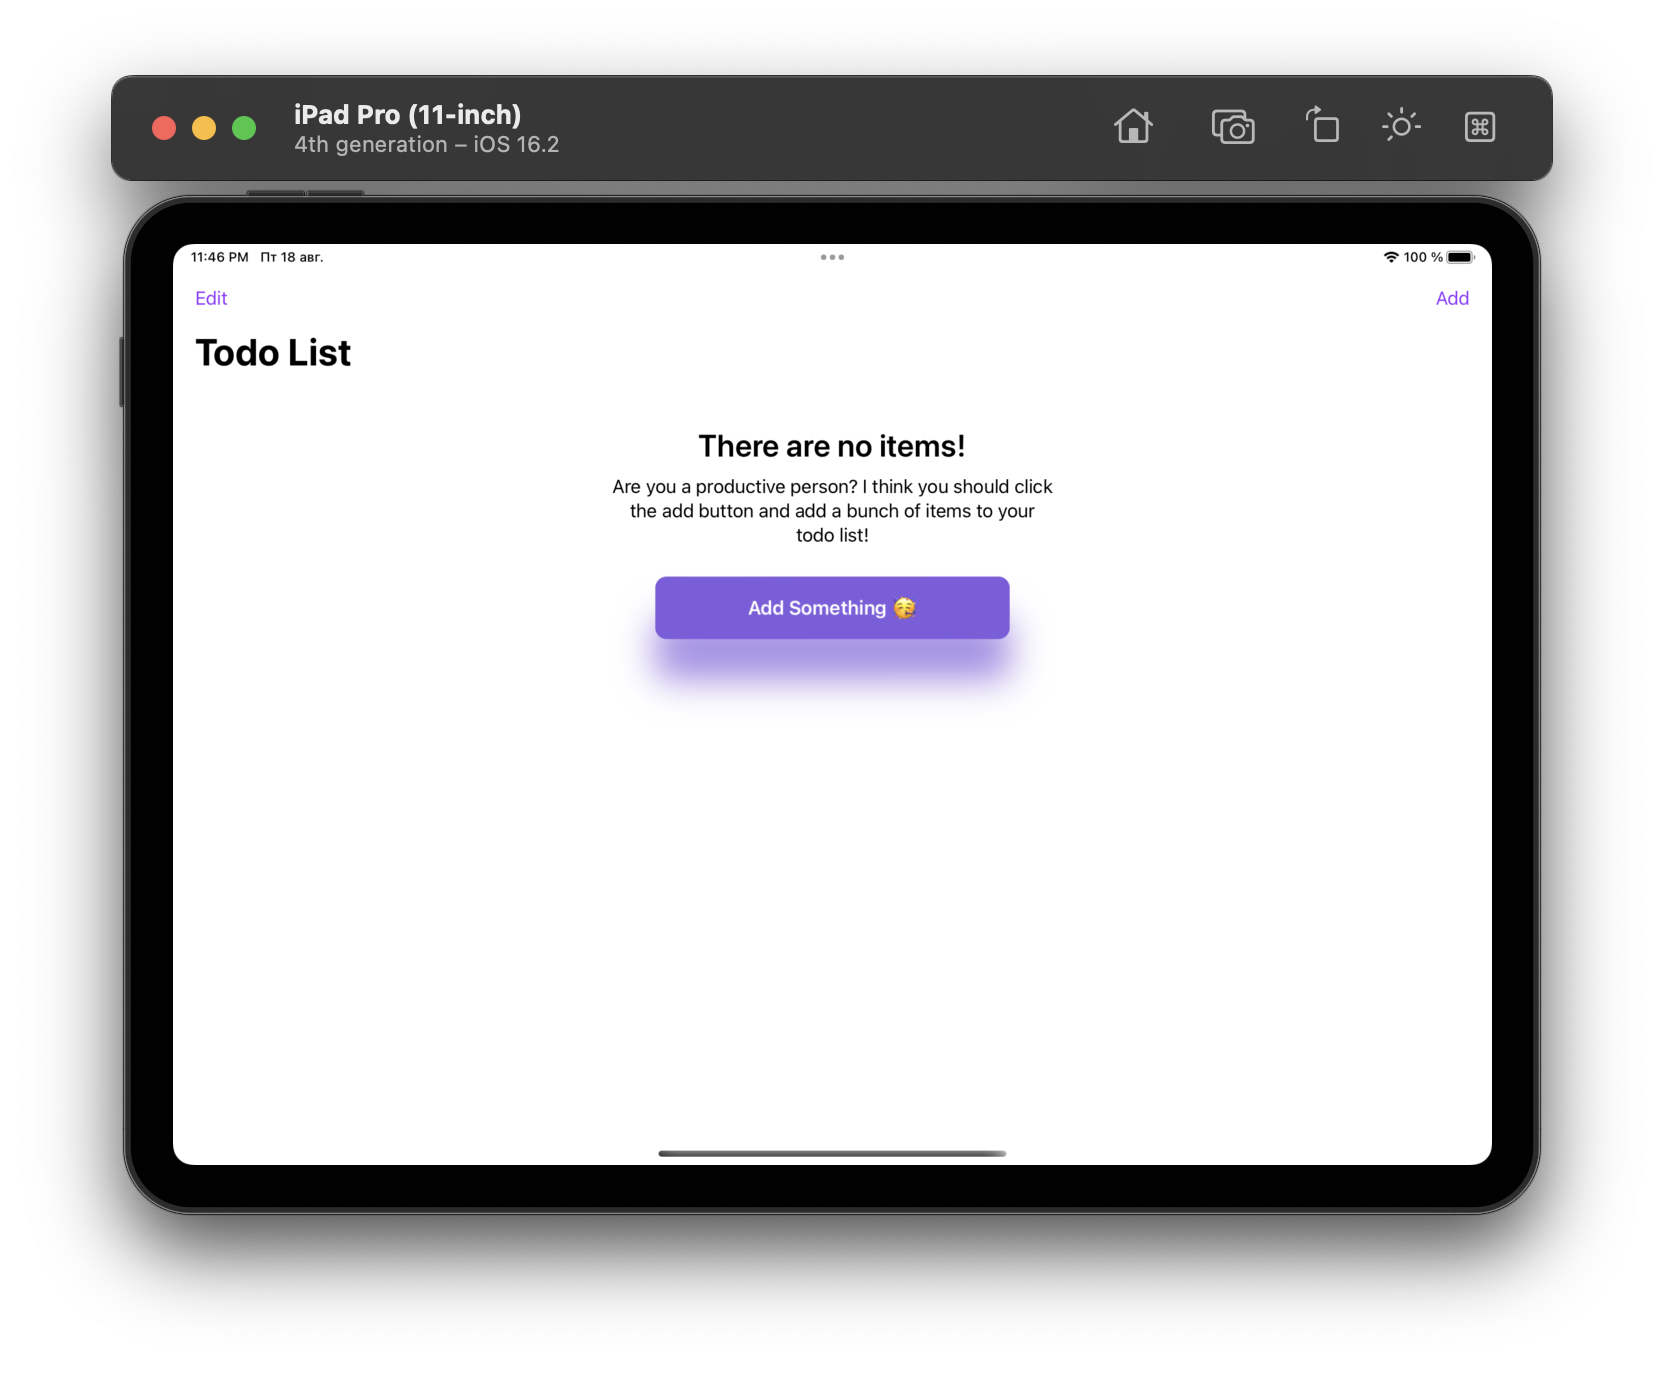 iPad Pro (11-inch)
4th generation – iOS 16.2
11:46 PM Пт 18 авг.
100 %
Edit
Add
Todo List
There are no items!
Are you a productive person? I think you should click
the add button and add a bunch of items to your
todo list!
Add Something 🥳